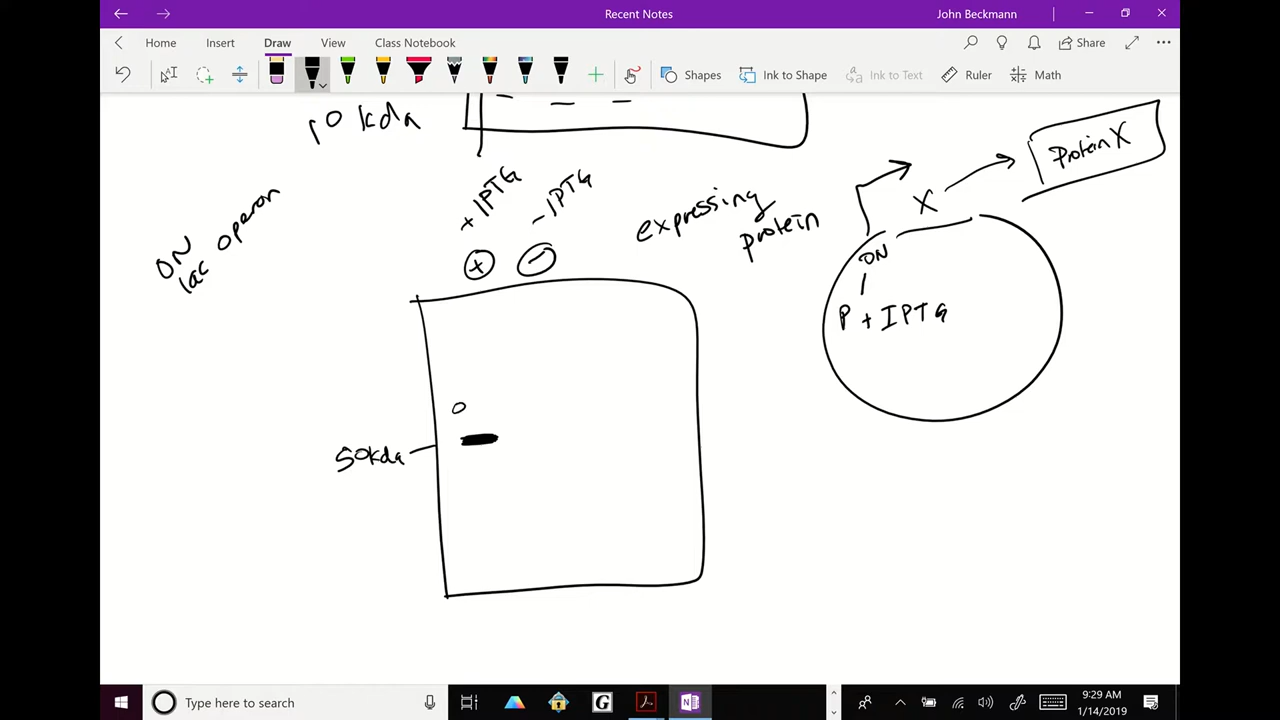 Recent Notes
John Beckmann
Home Insert Draw View Class Notebook
Share
Shapes
Ink to Shape
Ink to Text
Ruler
Math
10 kda
ON
lac operon
+IPTG
-IPTG
+
-
expressing
protein
X
Protein X
ON
P + IPTG
50kda
Type here to search
G
N
9:29 AM
1/14/2019